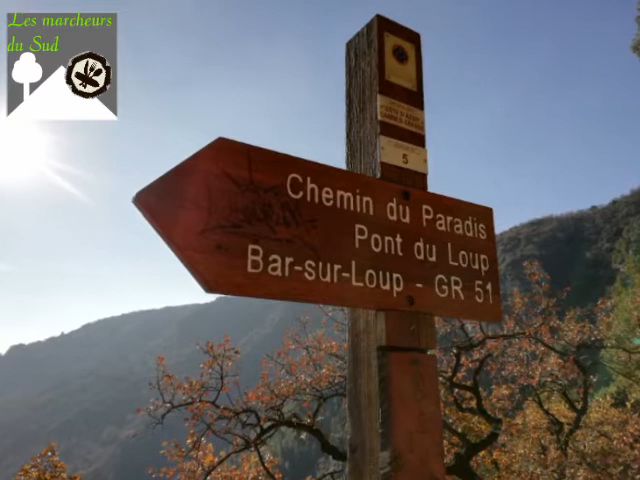 Les marcheurs
du Sud
5
Chemin du Paradis
Pont du Loup
Bar-sur-Loup - GR 51